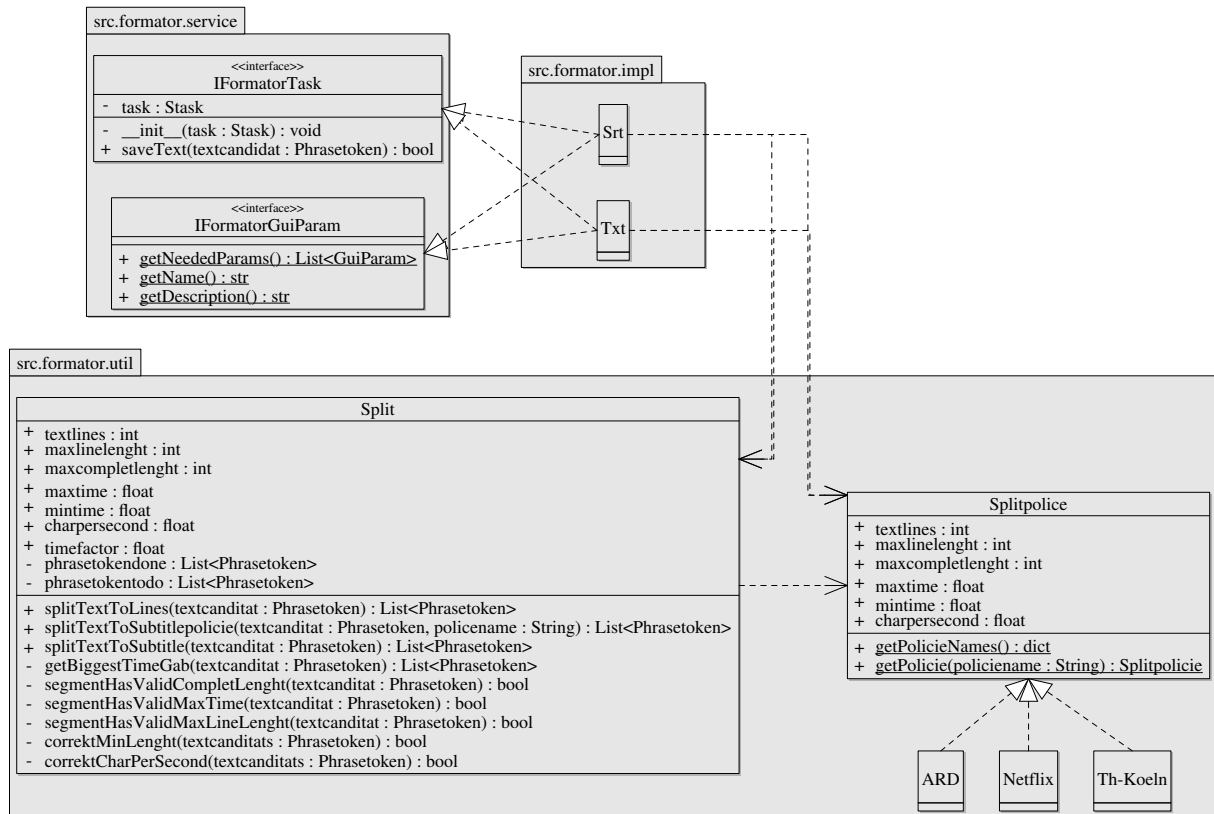 src.formator.service
<<interface>>
IFormatorTask
- task : Stask
- __init__(task : Stask) : void
+ saveText(textcandidat : Phrasetoken) : bool
<<interface>>
IFormatorGuiParam
+ getNeededParams() : List<GuiParam>
+ getName() : str
+ getDescription() : str
src.formator.impl
Srt
Txt
src.formator.util
Split
+ textlines : int
+ maxlinelenght : int
+ maxcompletlenght : int
+ maxtime : float
+ mintime : float
+ charpersecond : float
+ timefactor : float
- phrasetokendone : List<Phrasetoken>
- phrasetokentodo : List<Phrasetoken>
+ splitTextToLines(textcanditat : Phrasetoken) : List<Phrasetoken>
+ splitTextToSubtitlepolicie(textcanditat : Phrasetoken, policename : String) : List<Phrasetoken>
+ splitTextToSubtitle(textcanditat : Phrasetoken) : List<Phrasetoken>
- getBiggestTimeGab(textcanditat : Phrasetoken) : List<Phrasetoken>
- segmentHasValidCompletLenght(textcanditat : Phrasetoken) : bool
- segmentHasValidMaxTime(textcanditat : Phrasetoken) : bool
- segmentHasValidMaxLineLenght(textcanditat : Phrasetoken) : bool
- correktMinLenght(textcanditats : Phrasetoken) : bool
- correktCharPerSecond(textcanditats : Phrasetoken) : bool
Splitpolice
+ textlines : int
+ maxlinelenght : int
+ maxcompletlenght : int
+ maxtime : float
+ mintime : float
+ charpersecond : float
+ getPolicieNames() : dict
+ getPolicie(policiename : String) : Splitpolicie
ARD
Netflix
Th-Koeln